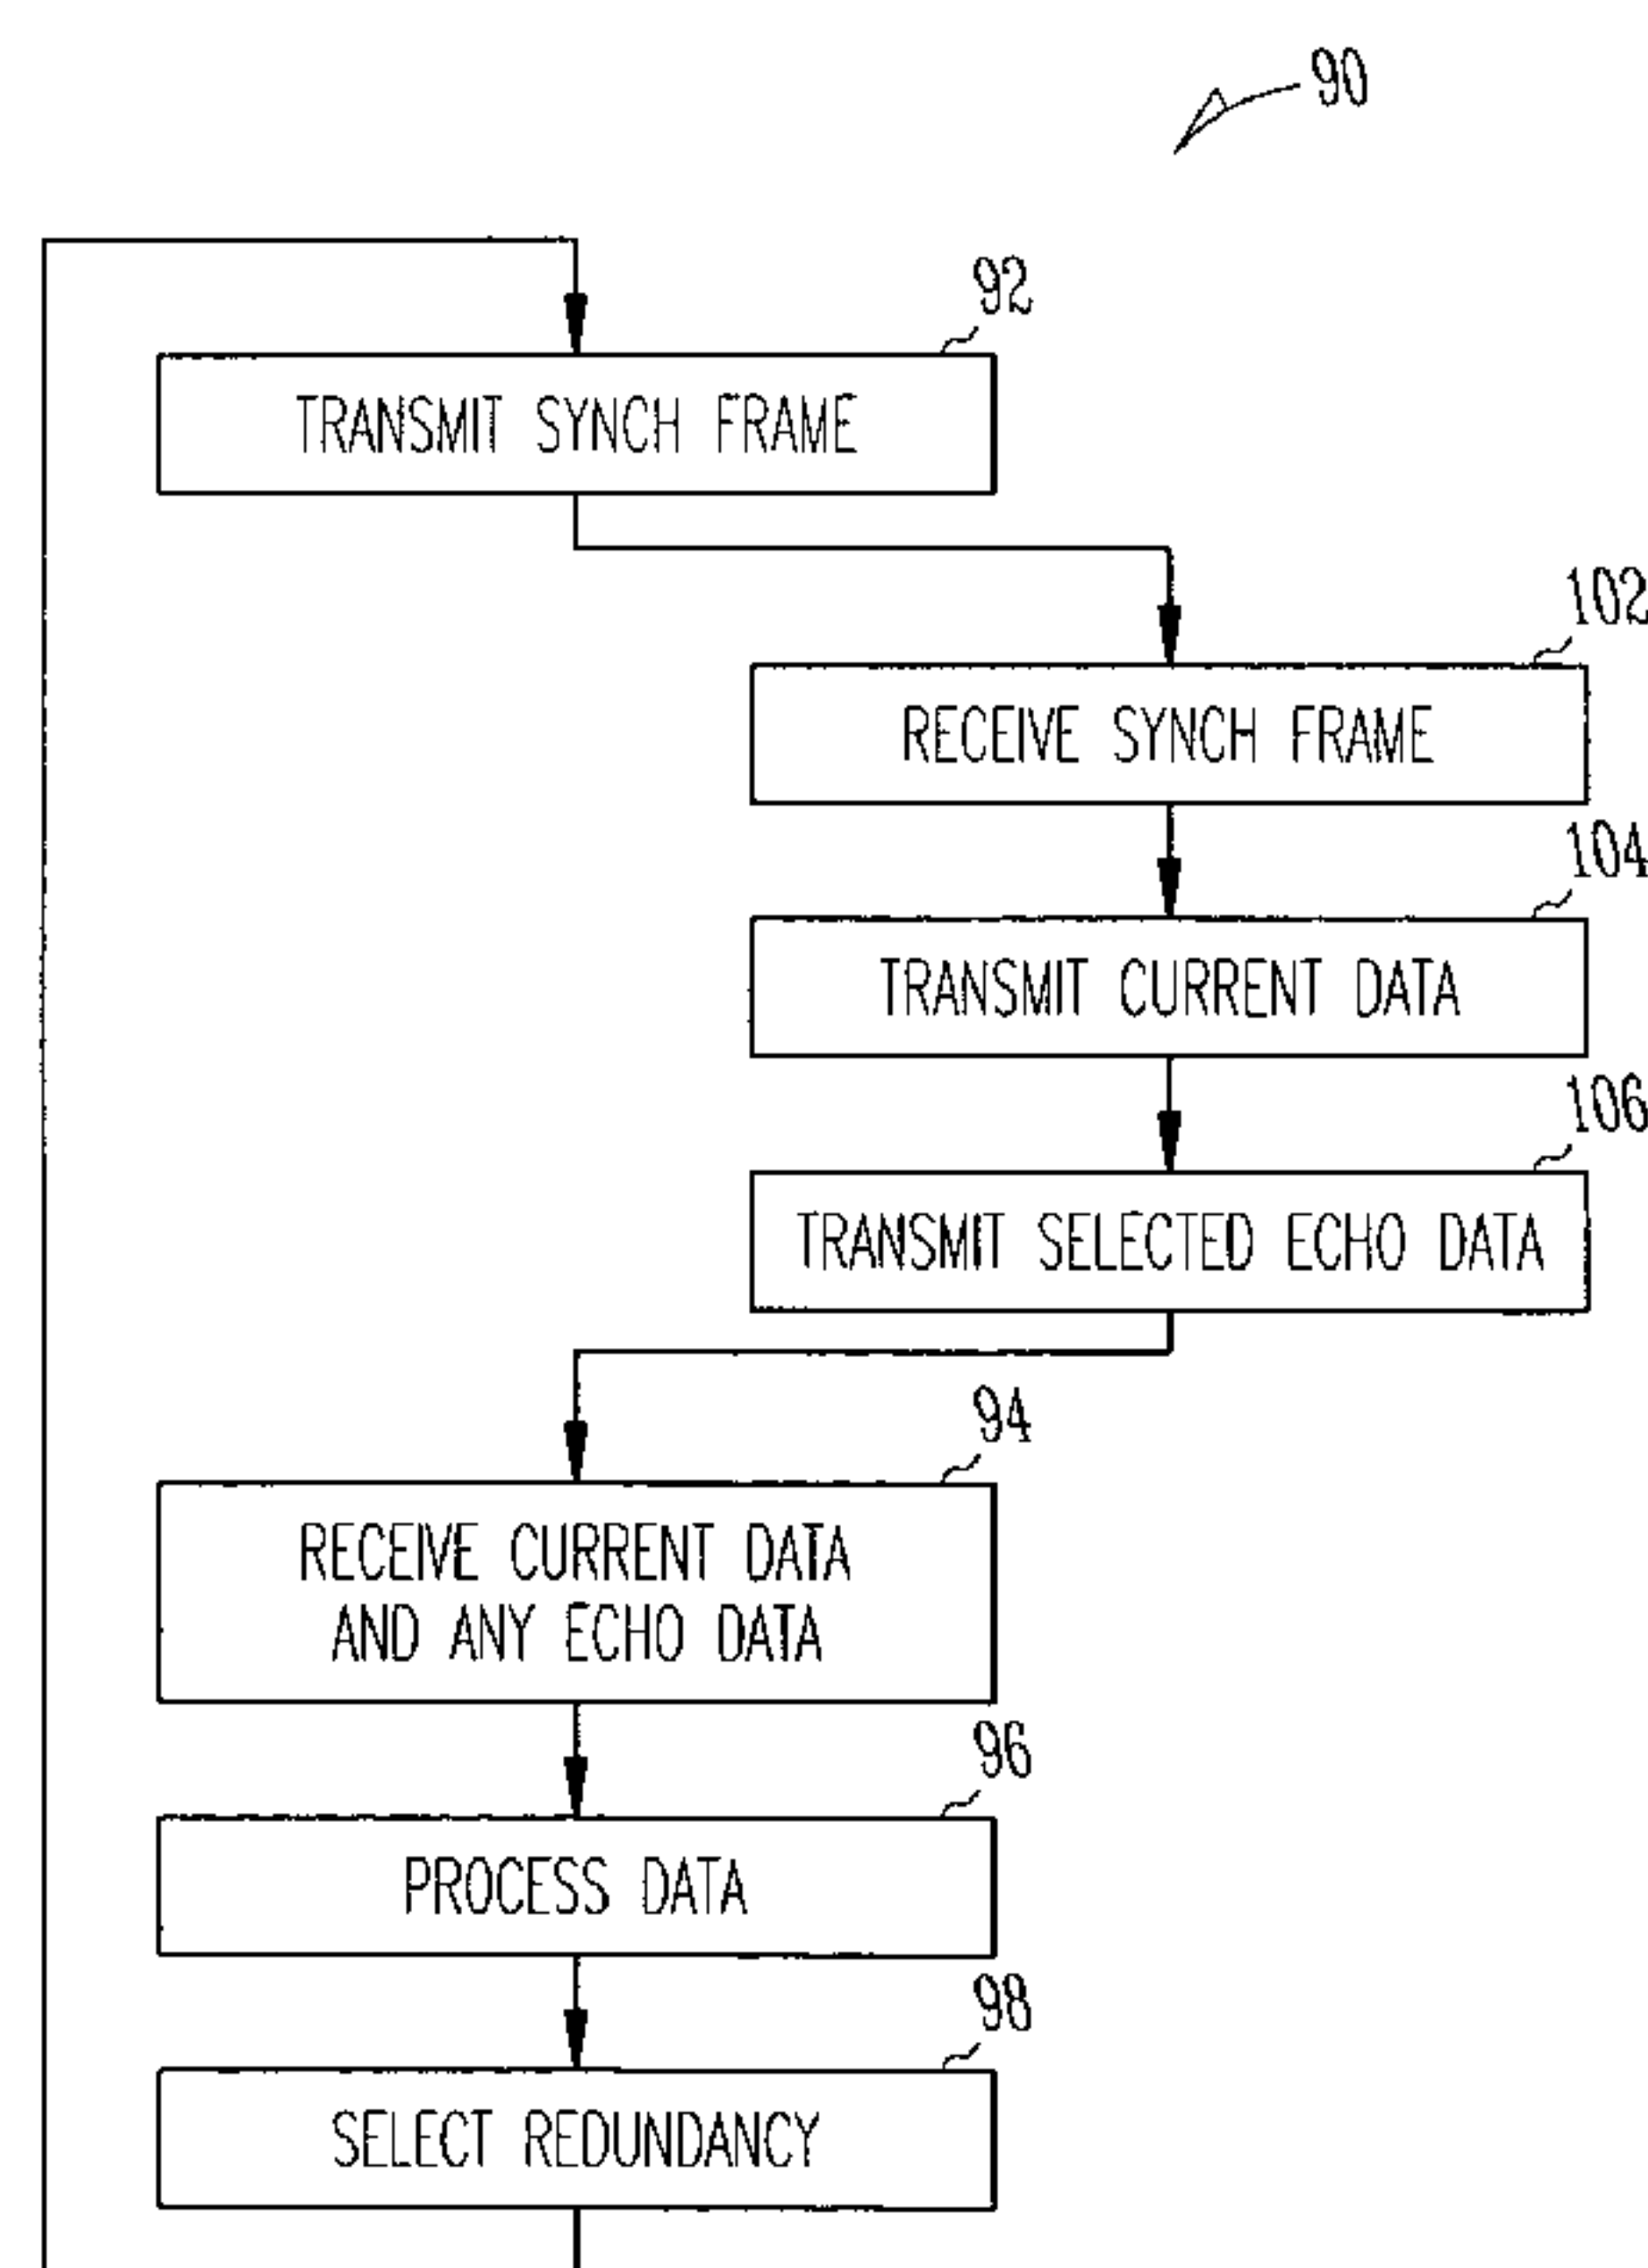 90
92
TRANSMIT SYNCH FRAME
102
RECEIVE SYNCH FRAME
104
TRANSMIT CURRENT DATA
106
TRANSMIT SELECTED ECHO DATA
94
RECEIVE CURRENT DATA
AND ANY ECHO DATA
96
PROCESS DATA
98
SELECT REDUNDANCY